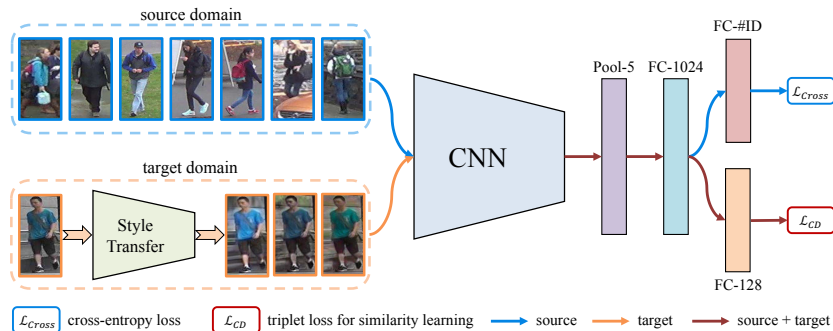 source domain
FC-#ID
Pool-5
FC-1024
ℒCross
CNN
target domain
Style
Transfer
ℒCD
FC-128
ℒCross cross-entropy loss
ℒCD triplet loss for similarity learning
source
target
source + target